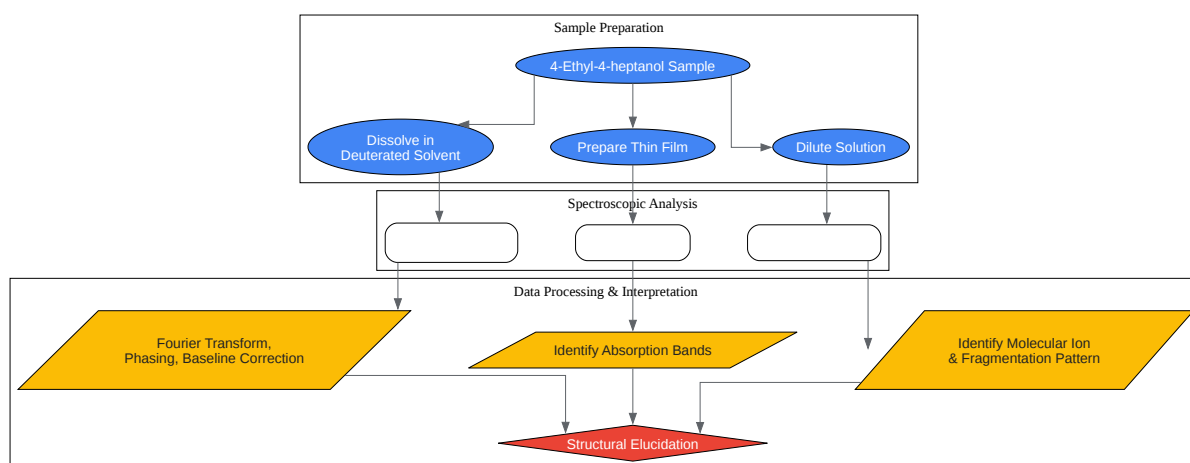 Sample Preparation
4-Ethyl-4-heptanol Sample
Dissolve in
Deuterated Solvent
Prepare Thin Film
Dilute Solution
Spectroscopic Analysis
Data Processing & Interpretation
Fourier Transform,
Phasing, Baseline Correction
Identify Absorption Bands
Identify Molecular Ion
& Fragmentation Pattern
Structural Elucidation